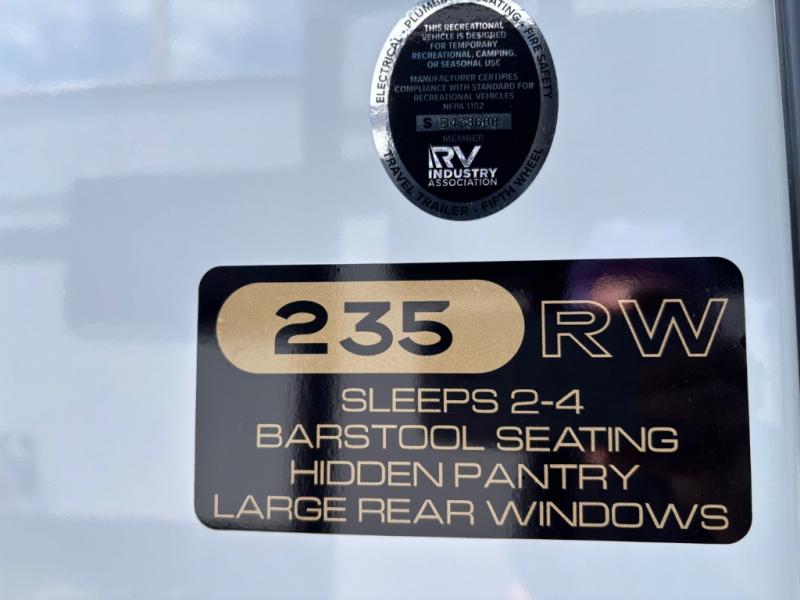 ELECTRICAL • PLUMBING • HEATING • FIRE SAFETY
THIS RECREATIONAL
VEHICLE IS DESIGNED
FOR TEMPORARY
RECREATIONAL, CAMPING,
OR SEASONAL USE
MANUFACTURER CERTIFIES
COMPLIANCE WITH STANDARD FOR
RECREATIONAL VEHICLES
NFPA 1192
S
MEMBER
RV
INDUSTRY
ASSOCIATION
TRAVEL TRAILER • FIFTH WHEEL
235 RW
SLEEPS 2-4
BARSTOOL SEATING
HIDDEN PANTRY
LARGE REAR WINDOWS